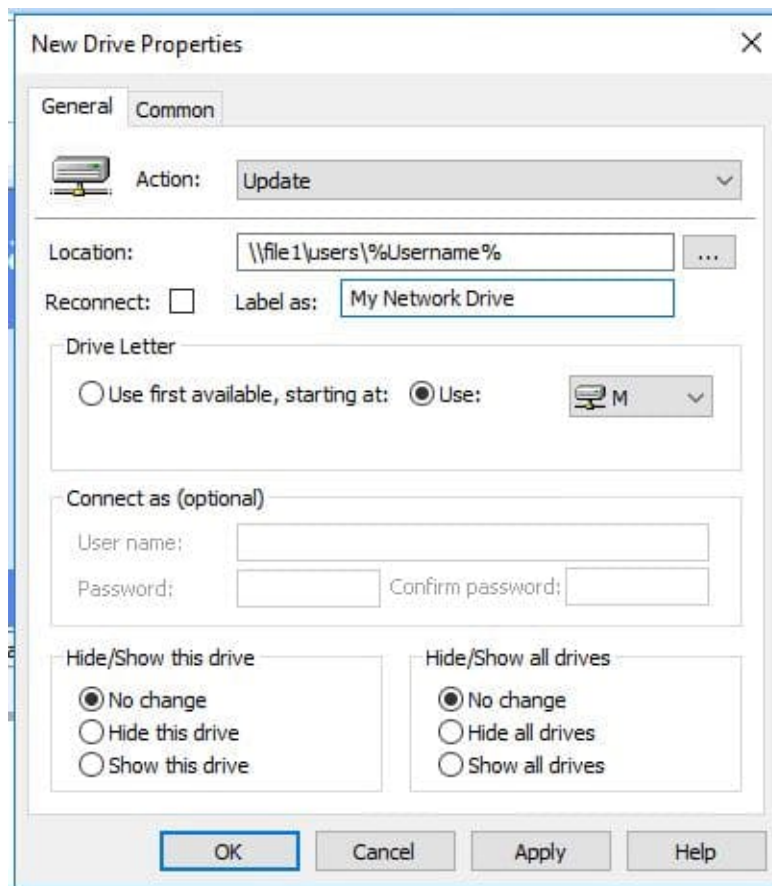 New Drive Properties
General Common
Action: Update
Location: \\file1\users\%Username% ...
Reconnect: Label as: My Network Drive
Drive Letter
Use first available, starting at: Use: M
Connect as (optional)
User name:
Password: Confirm password:
Hide/Show this drive Hide/Show all drives
No change No change
Hide this drive Hide all drives
Show this drive Show all drives
OK Cancel Apply Help